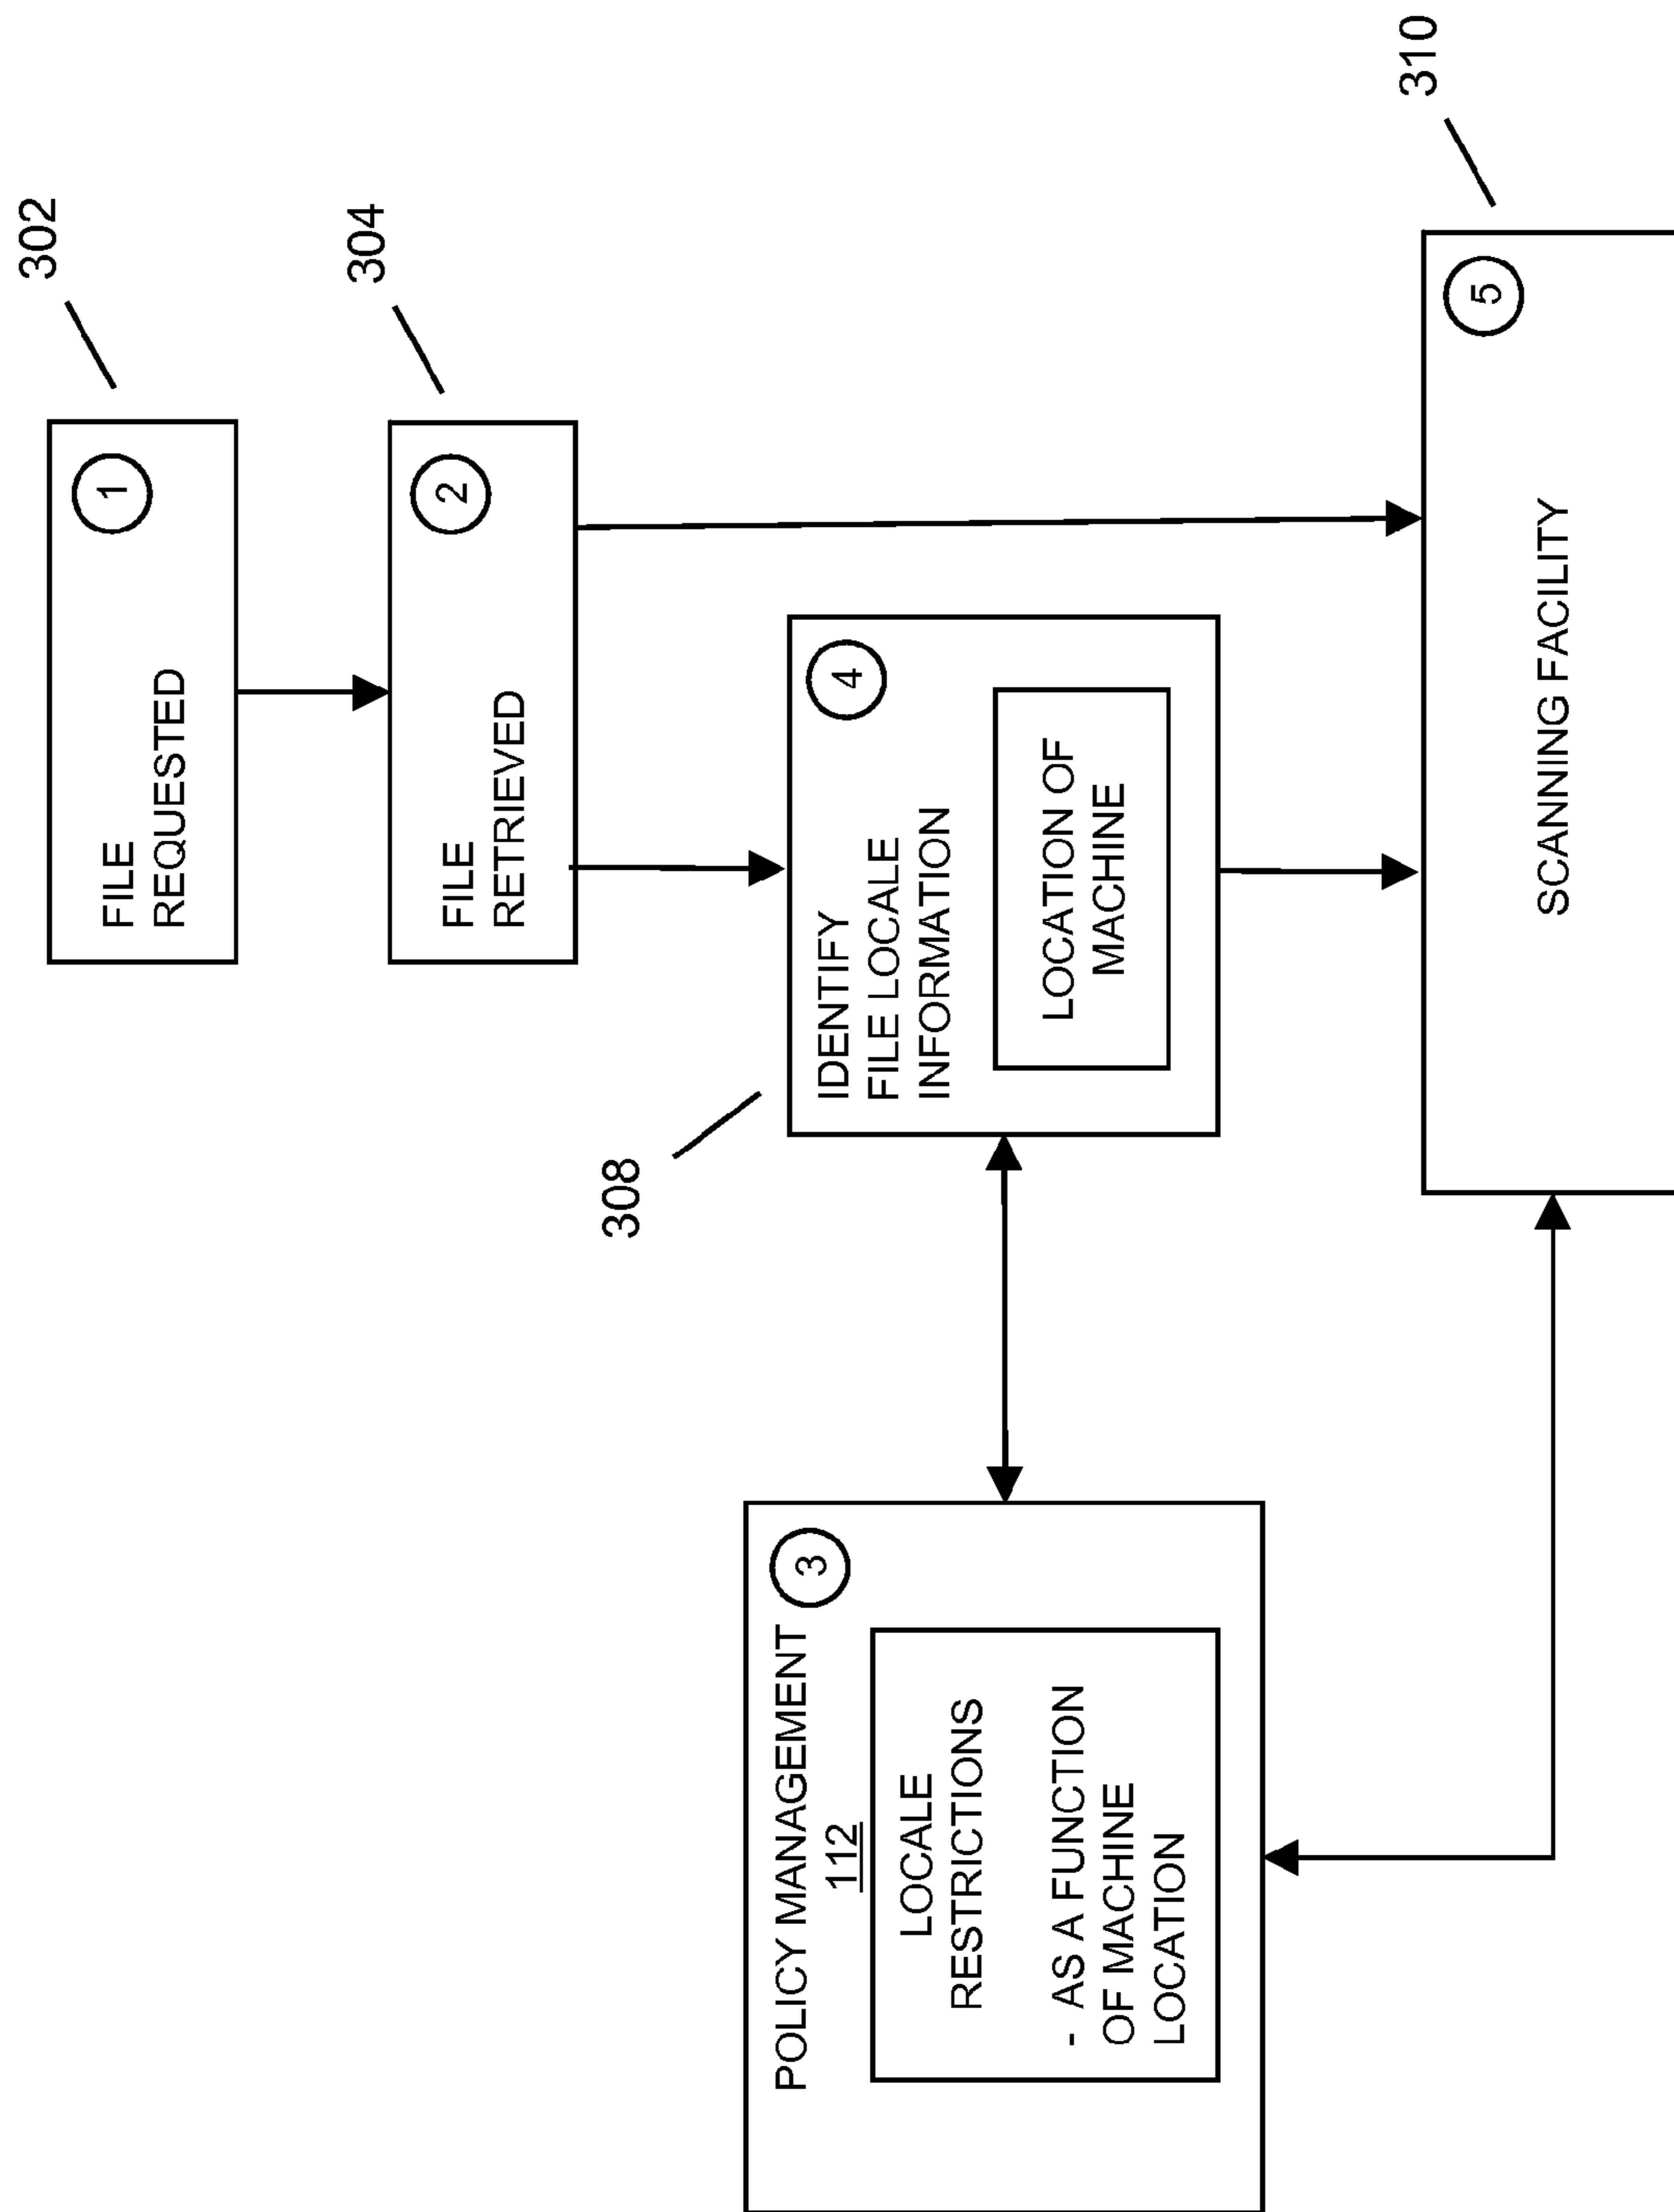 302
1
FILE
REQUESTED
304
2
FILE
RETRIEVED
308
4
IDENTIFY
FILE LOCALE
INFORMATION
LOCATION OF
MACHINE
POLICY MANAGEMENT
3
112
LOCALE
RESTRICTIONS
- AS A FUNCTION
OF MACHINE
LOCATION
310
5
SCANNING FACILITY